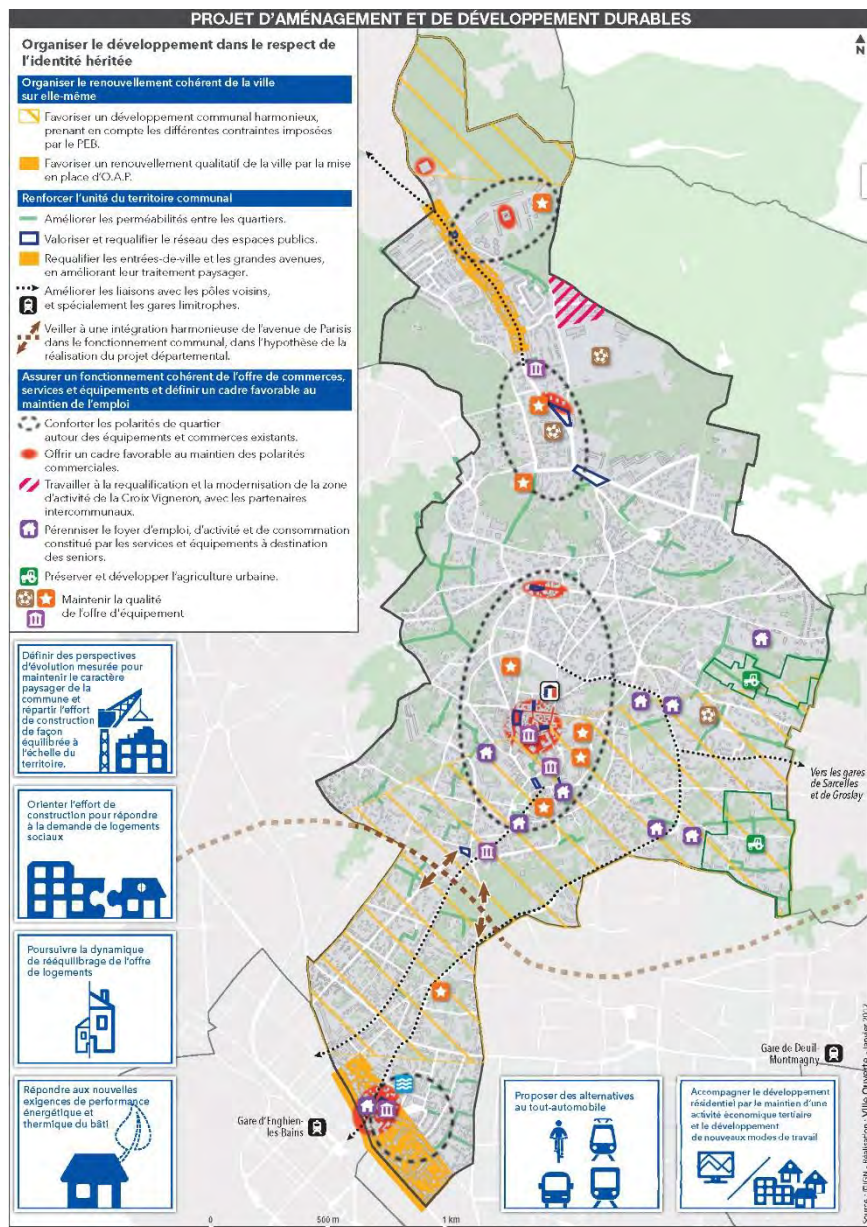 PROJET D'AMÉNAGEMENT ET DE DÉVELOPPEMENT DURABLES
Organiser le développement dans le respect de
l'identité héritée
Organiser le renouvellement cohérent de la ville
sur elle-même
Favoriser un développement communal harmonieux,
prenant en compte les différentes contraintes imposées
par le PEB.
Favoriser un renouvellement qualitatif de la ville par la mise
en place d'O.A.P.
Renforcer l'unité du territoire communal
Améliorer les perméabilités entre les quartiers.
Valoriser et requalifier le réseau des espaces publics.
Requalifier les entrées-de-ville et les grandes avenues,
en améliorant leur traitement paysager.
Améliorer les liaisons avec les pôles voisins,
et spécialement les gares limitrophes.
Veiller à une intégration harmonieuse de l'avenue de Parisis
dans le fonctionnement communal, dans l'hypothèse de la
réalisation du projet départemental.
Assurer un fonctionnement cohérent de l'offre de commerces,
services et équipements et définir un cadre favorable au
maintien de l'emploi
Conforter les polarités de quartier
autour des équipements et commerces existants.
Offrir un cadre favorable au maintien des polarités
commerciales.
Travailler à la requalification et la modernisation de la zone
d'activité de la Croix Vigneron, avec les partenaires
intercommunaux.
Pérenniser le foyer d'emploi, d'activité et de consommation
constitué par les services et équipements à destination
des seniors.
Préserver et développer l'agriculture urbaine.
Maintenir la qualité
de l'offre d'équipement
N
Définir des perspectives
d'évolution mesurée pour
maintenir le caractère
paysager de la
commune et
répartir l'effort
de construction
de façon
équilibrée à
l'échelle du
territoire.
Orienter l'effort de
construction pour répondre
à la demande de logements
sociaux
Poursuivre la dynamique
de rééquilibrage de l'offre
de logements
Répondre aux nouvelles
exigences de performance
énergétique et
thermique du bâti
Vers les gares
de Sarcelles
et de Groslay
Gare de Deuil-
Montmagny
Gare d'Enghien-
les Bains
Proposer des alternatives
au tout-automobile
Accompagner le développement
résidentiel par le maintien d'une
activité économique tertiaire
et le développement
de nouveaux modes de travail
0 500 m 1 km
Réalisation : Ville Ouverte, janvier